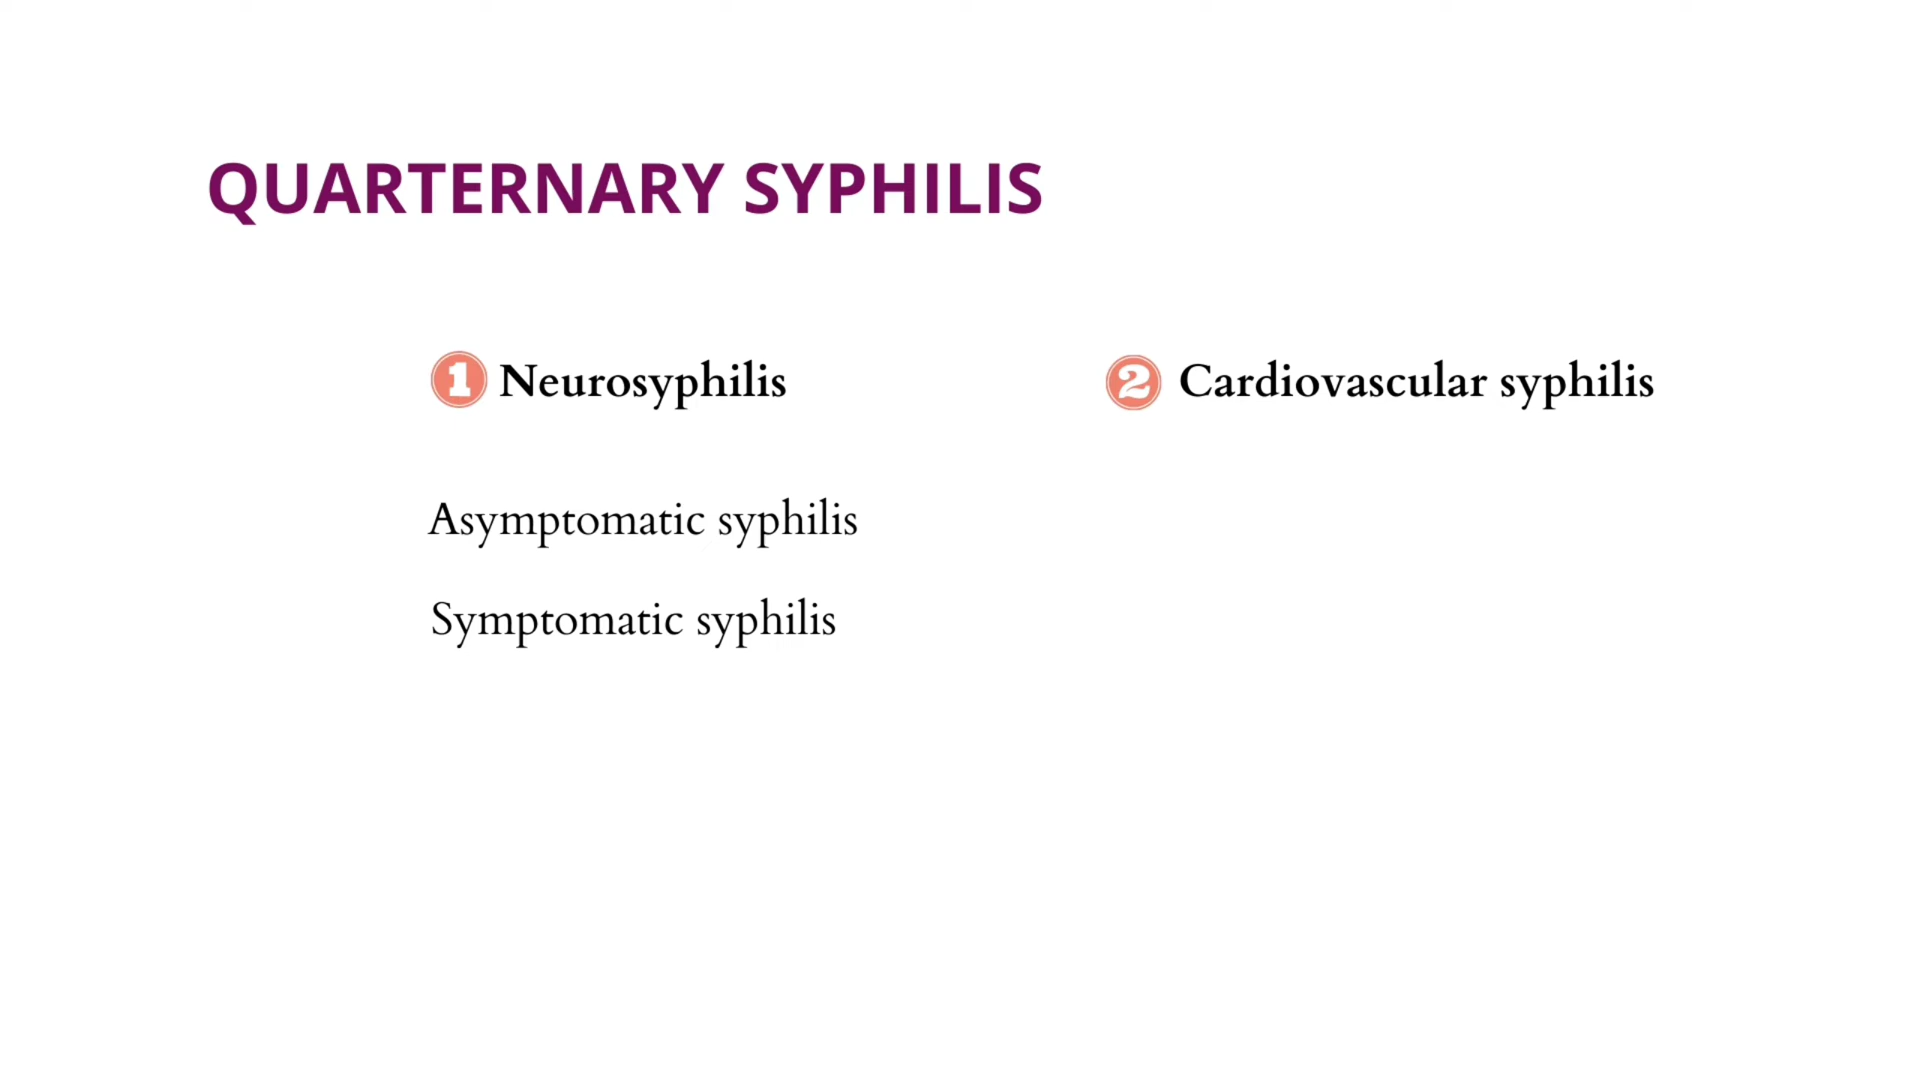 QUARTERNARY SYPHILIS
1 Neurosyphilis
2 Cardiovascular syphilis
Asymptomatic syphilis
Symptomatic syphilis